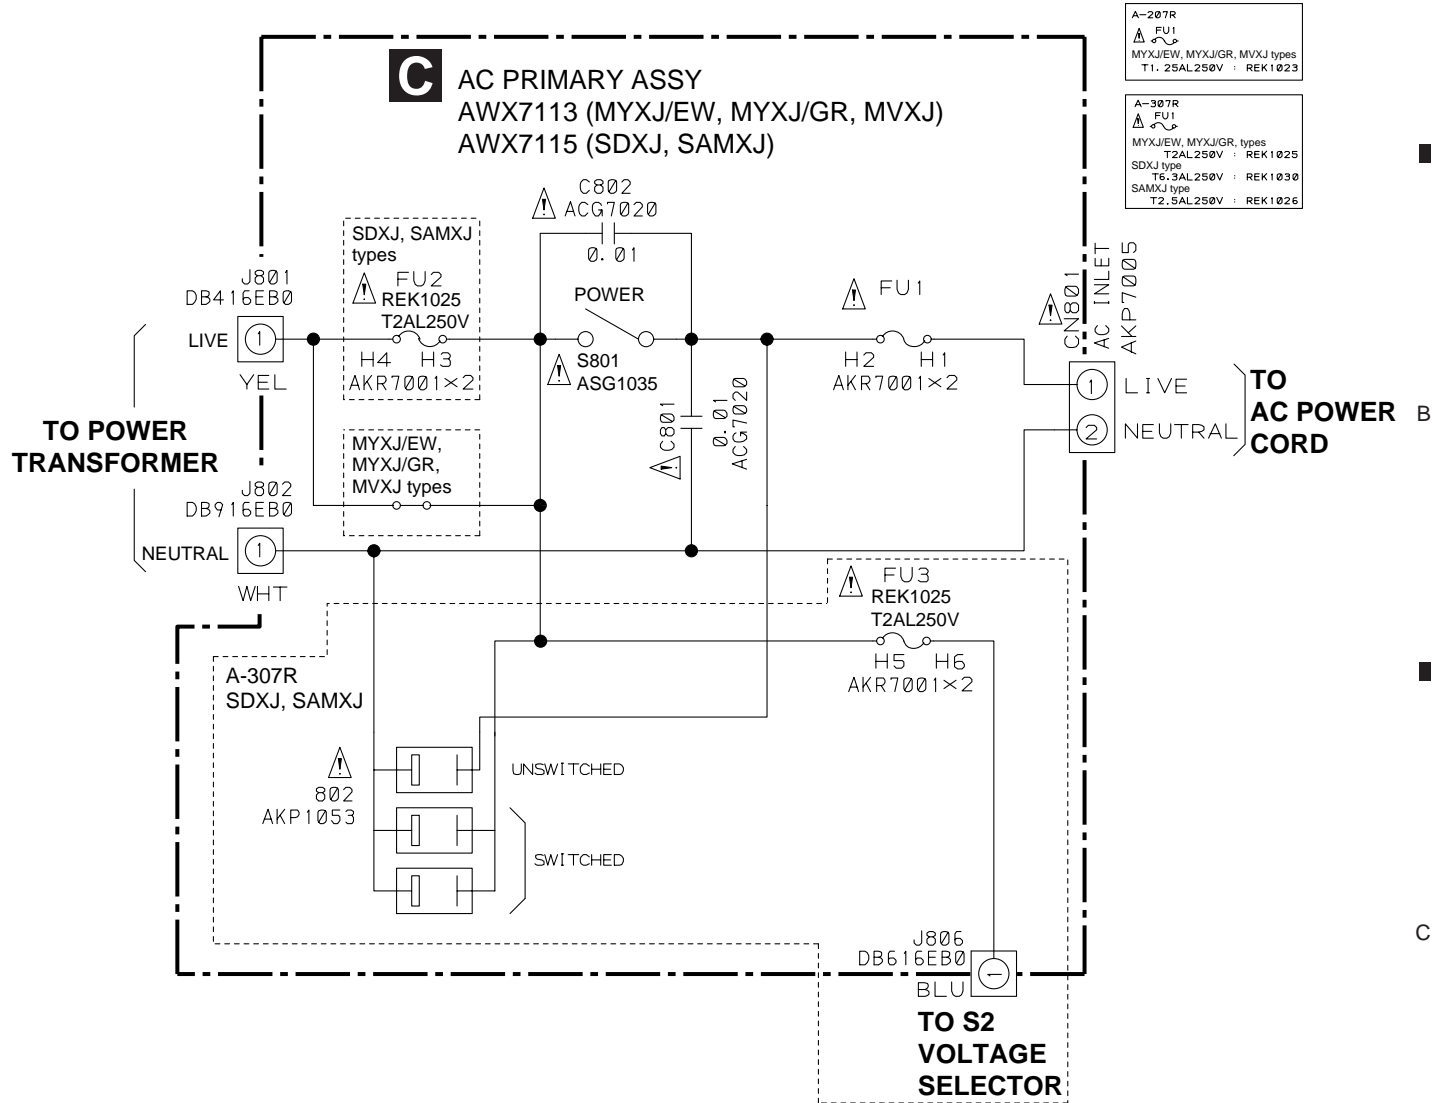 A-207R
FU1
MYXJ/EW, MYXJ/GR, MVXJ types
T1.25AL250V : REK1023
A-307R
FU1
MYXJ/EW, MYXJ/GR, types
T2AL250V : REK1025
SDXJ type
T6.3AL250V : REK1030
SAMXJ type
T2.5AL250V : REK1026
C
AC PRIMARY ASSY
AWX7113 (MYXJ/EW, MYXJ/GR, MVXJ)
AWX7115 (SDXJ, SAMXJ)
C802
ACG7020
0.01
SDXJ, SAMXJ
types
FU2
REK1025
T2AL250V
H4 H3
AKR7001×2
POWER
S801
ASG1035
FU1
H2 H1
AKR7001×2
CN801
AC INLET
AKP7005
J801
DB416EB0
LIVE
1
YEL
1
LIVE
2
NEUTRAL
TO
AC POWER
CORD
B
C801
0.01
ACG7020
TO POWER
TRANSFORMER
MYXJ/EW,
MYXJ/GR,
MVXJ types
J802
DB916EB0
NEUTRAL
1
WHT
FU3
REK1025
T2AL250V
H5 H6
AKR7001×2
A-307R
SDXJ, SAMXJ
802
AKP1053
UNSWITCHED
SWITCHED
C
J806
DB616EB0
1
BLU
TO S2
VOLTAGE
SELECTOR